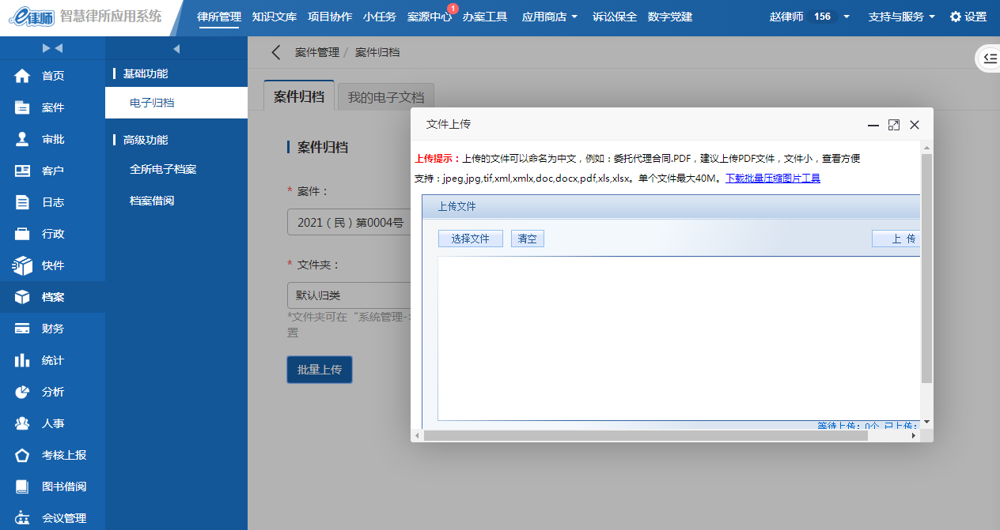 e律师 智慧律所应用系统
律所管理 知识文库 项目协作 小任务 案源中心 1 办案工具 应用商店 诉讼保全 数字党建 赵律师 156 支持与服务 设置
首页
案件
审批
客户
日志
行政
快件
档案
财务
统计
分析
人事
考核上报
图书借阅
会议管理
基础功能
电子归档
高级功能
全所电子档案
档案借阅
案件管理 / 案件归档
案件归档 我的电子文档
案件归档
* 案件：
2021（民）第0004号
* 文件夹：
默认归类
*文件夹可在“系统管理-
置
批量上传
文件上传
上传提示：上传的文件可以命名为中文，例如：委托代理合同.PDF，建议上传PDF文件，文件小，查看方便
支持：jpeg,jpg,tif,xml,xmlx,doc,docx,pdf,xls,xlsx。单个文件最大40M。下载批量压缩图片工具
上传文件
选择文件 清空 上 传
等待上传：0个 已上传：